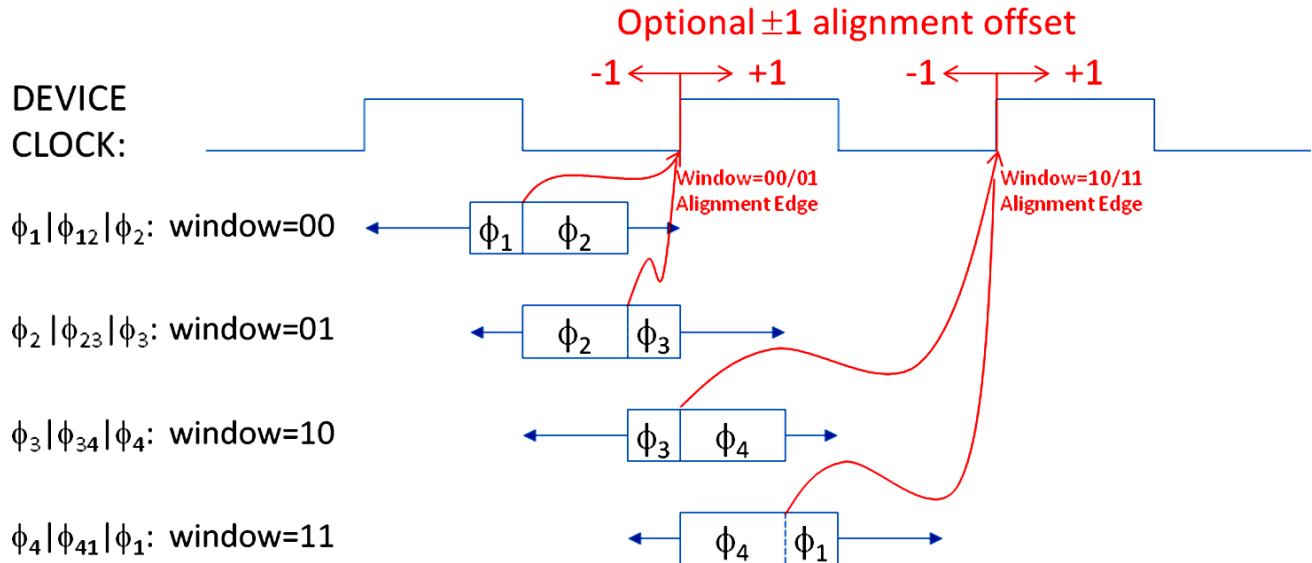 Optional ±1 alignment offset
-1 +1 -1 +1
DEVICE
CLOCK:
Window=00/01
Alignment Edge
Window=10/11
Alignment Edge
ϕ₁|ϕ₁₂|ϕ₂: window=00
ϕ₁ ϕ₂
ϕ₂ |ϕ₂₃|ϕ₃: window=01
ϕ₂ ϕ₃
ϕ₃|ϕ₃₄|ϕ₄: window=10
ϕ₃ ϕ₄
ϕ₄|ϕ₄₁|ϕ₁: window=11
ϕ₄ ϕ₁